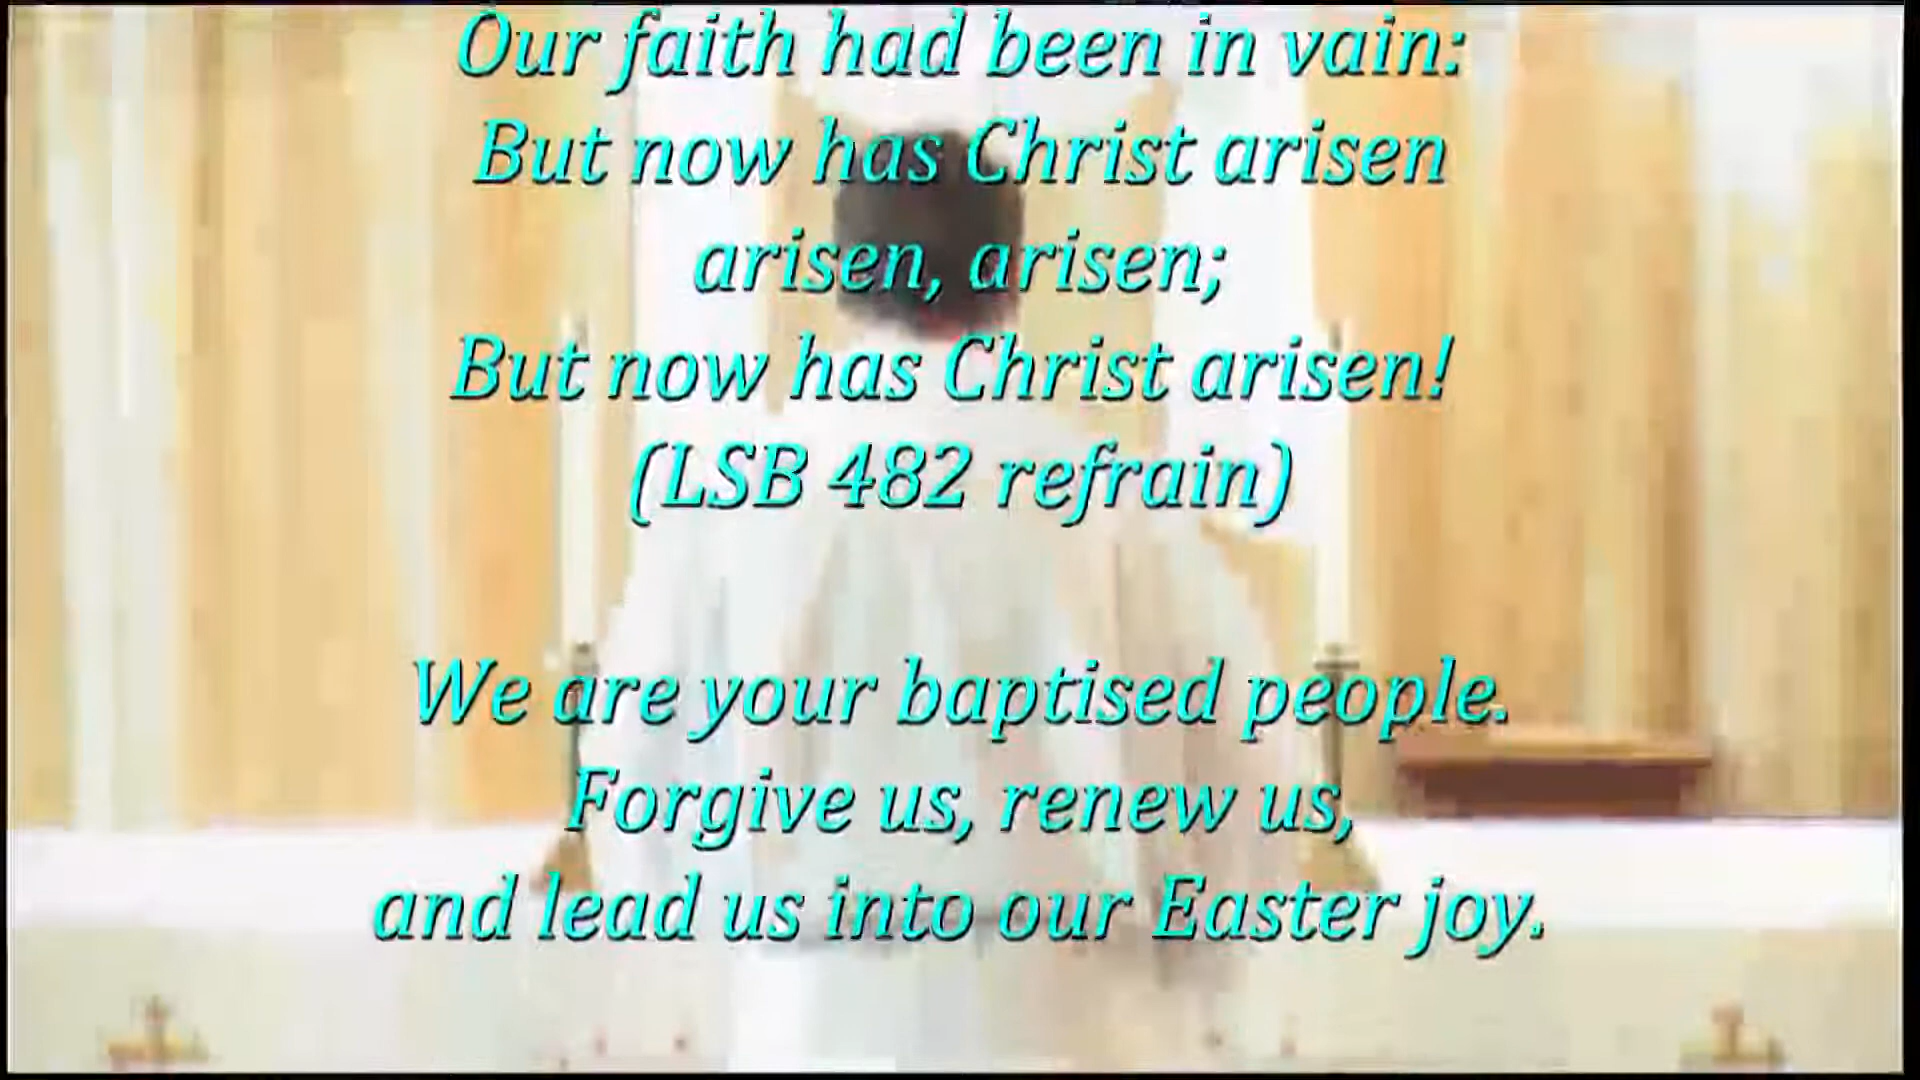 Our faith had been in vain:
But now has Christ arisen
arisen, arisen;
But now has Christ arisen!
(LSB 482 refrain)
We are your baptised people.
Forgive us, renew us,
and lead us into our Easter joy.